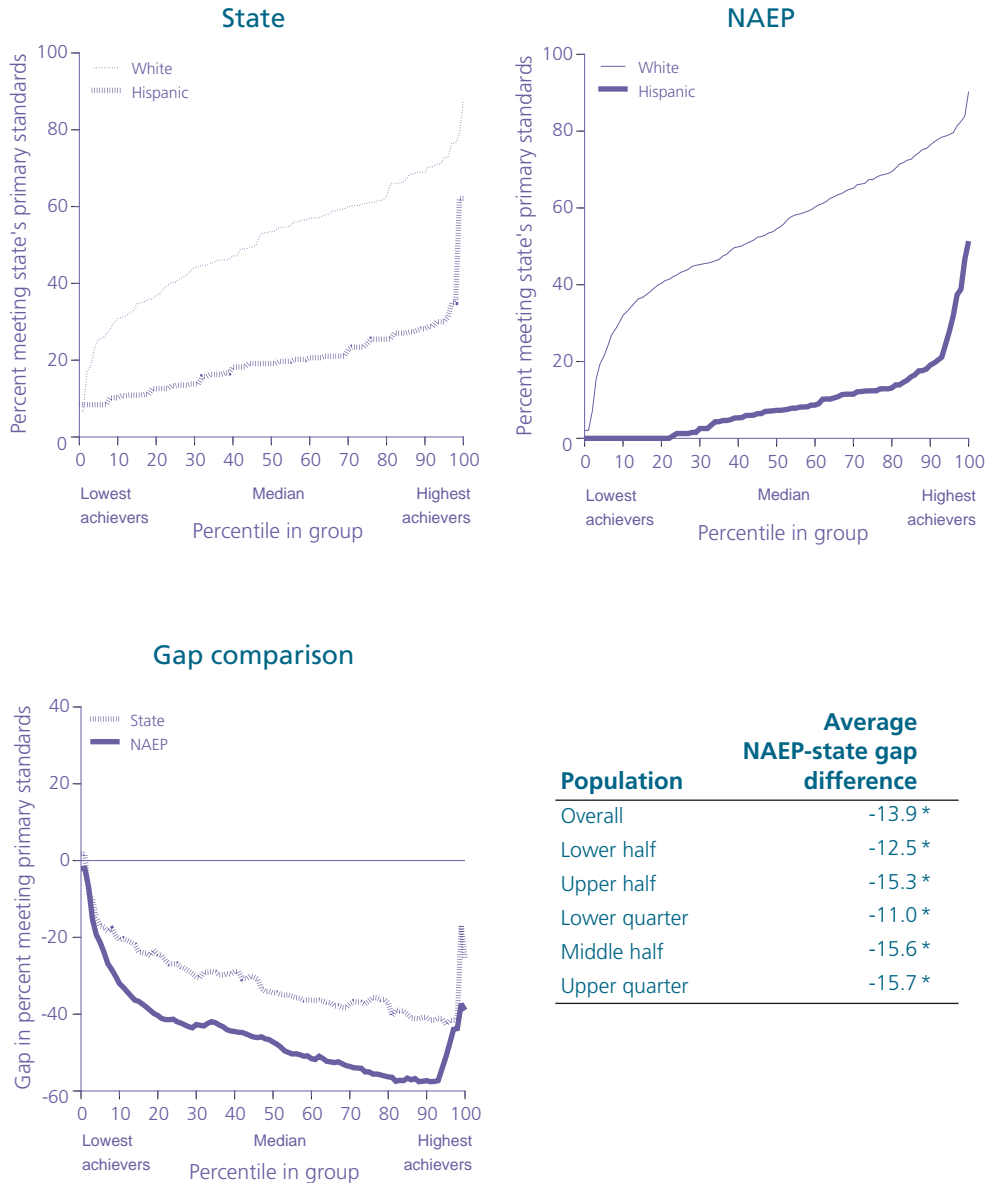 State
Percent meeting state's primary standards
100
80
60
40
20
0
White
Hispanic
0 10 20 30 40 50 60 70 80 90 100
Lowest achievers
Median
Highest achievers
Percentile in group
NAEP
Percent meeting state's primary standards
100
80
60
40
20
0
White
Hispanic
0 10 20 30 40 50 60 70 80 90 100
Lowest achievers
Median
Highest achievers
Percentile in group
Gap comparison
Gap in percent meeting primary standards
40
20
0
-20
-40
-60
State
NAEP
0 10 20 30 40 50 60 70 80 90 100
Lowest achievers
Median
Highest achievers
Percentile in group
Population Average NAEP-state gap difference
Overall -13.9 *
Lower half -12.5 *
Upper half -15.3 *
Lower quarter -11.0 *
Middle half -15.6 *
Upper quarter -15.7 *